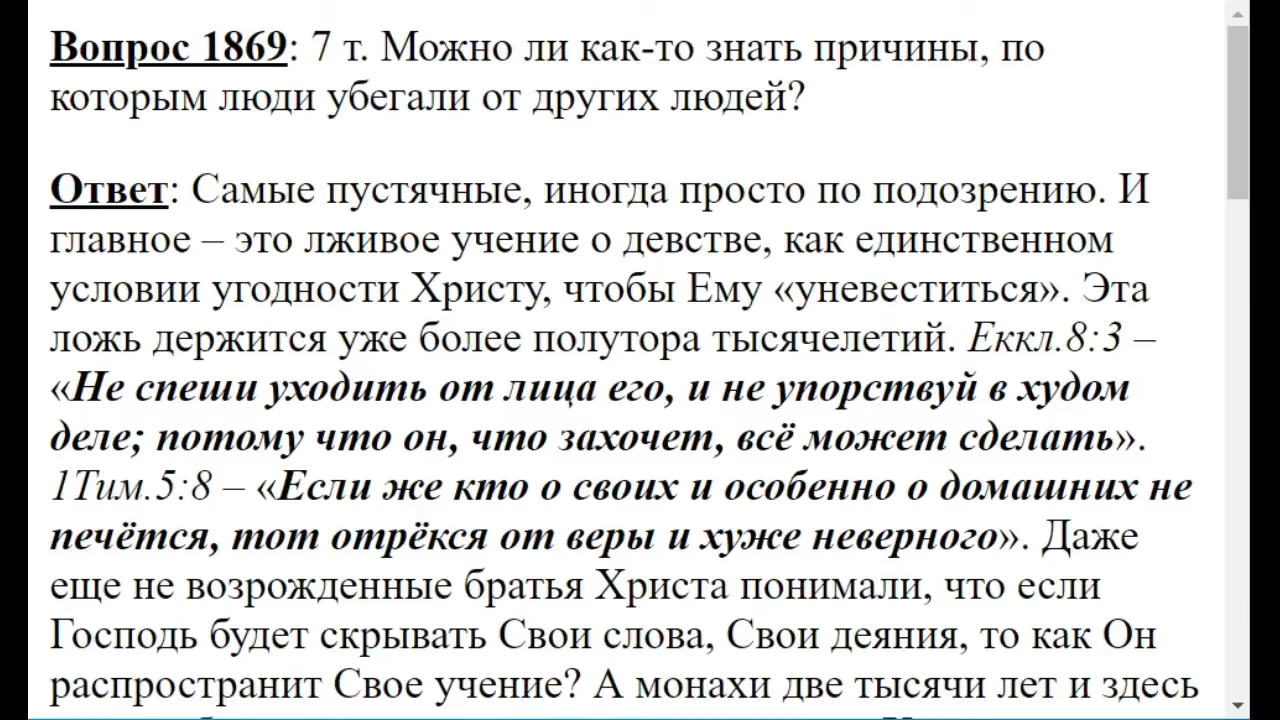 Вопрос 1869: 7 т. Можно ли как-то знать причины, по
которым люди убегали от других людей?
Ответ: Самые пустячные, иногда просто по подозрению. И
главное – это лживое учение о девстве, как единственном
условии угодности Христу, чтобы Ему «уневеститься». Эта
ложь держится уже более полутора тысячелетий. Еккл.8:3 –
«Не спеши уходить от лица его, и не упорствуй в худом
деле; потому что он, что захочет, всё может сделать».
1Тим.5:8 – «Если же кто о своих и особенно о домашних не
печётся, тот отрёкся от веры и хуже неверного». Даже
еще не возрожденные братья Христа понимали, что если
Господь будет скрывать Свои слова, Свои деяния, то как Он
распространит Свое учение? А монахи две тысячи лет и здесь